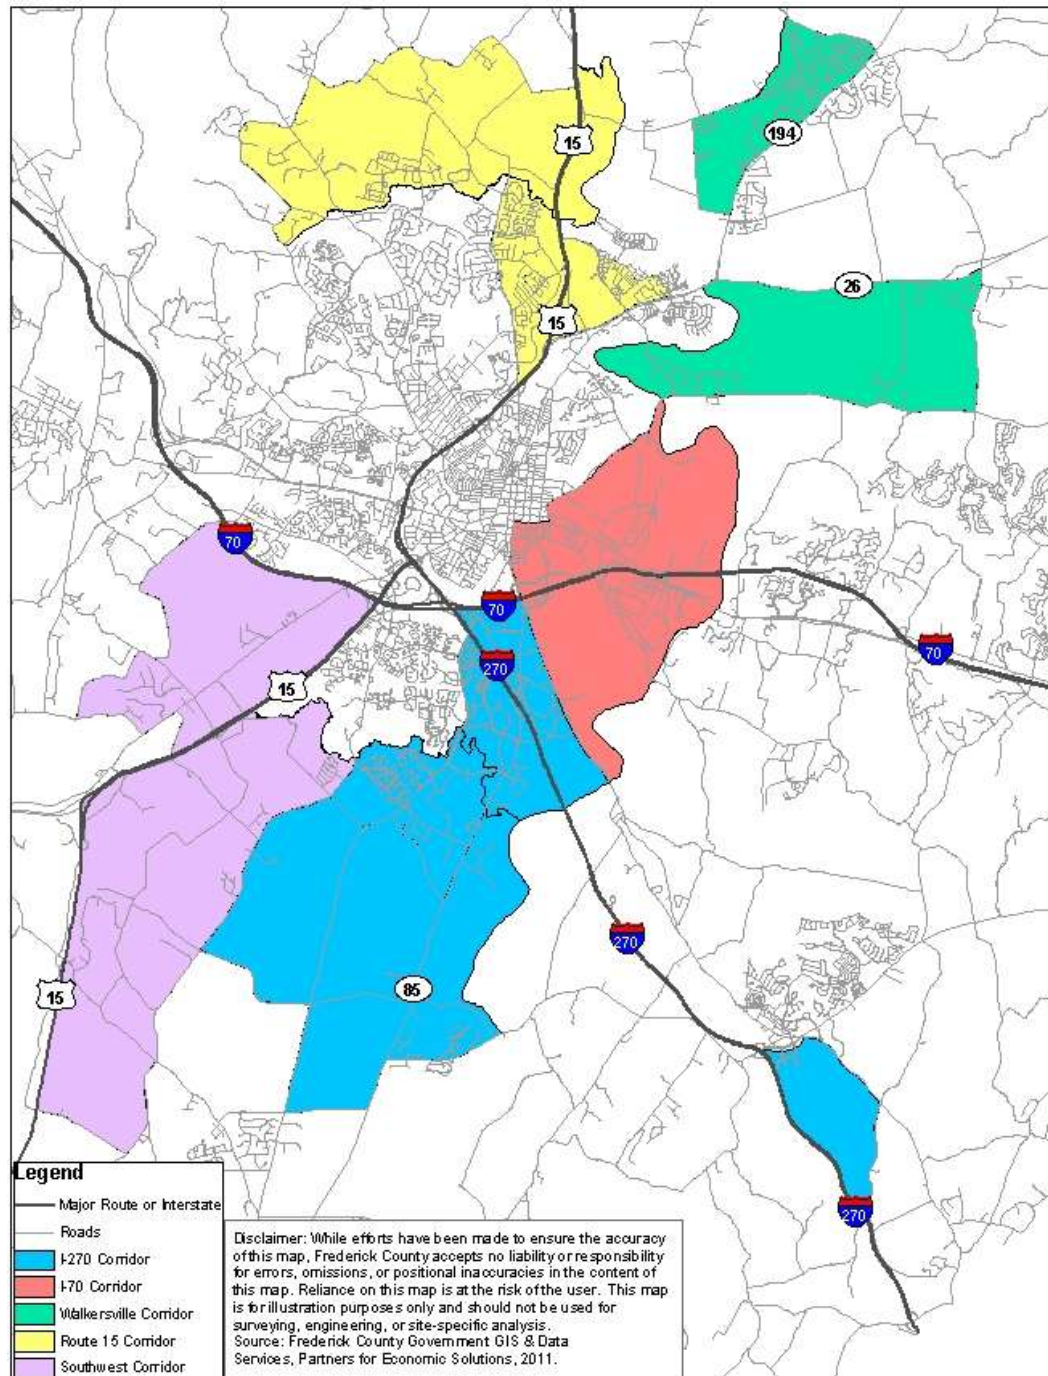 194
15
26
15
70
70
270
70
15
270
85
15
270
Legend
Major Route or Interstate
Roads
I-270 Corridor
I-70 Corridor
Walkersville Corridor
Route 15 Corridor
Southwest Corridor
Disclaimer: While efforts have been made to ensure the accuracy
of this map, Frederick County accepts no liability or responsibility
for errors, omissions, or positional inaccuracies in the content of
this map. Reliance on this map is at the risk of the user. This map
is for illustration purposes only and should not be used for
surveying, engineering, or site-specific analysis.
Source: Frederick County Government GIS & Data
Services, Partners for Economic Solutions, 2011.